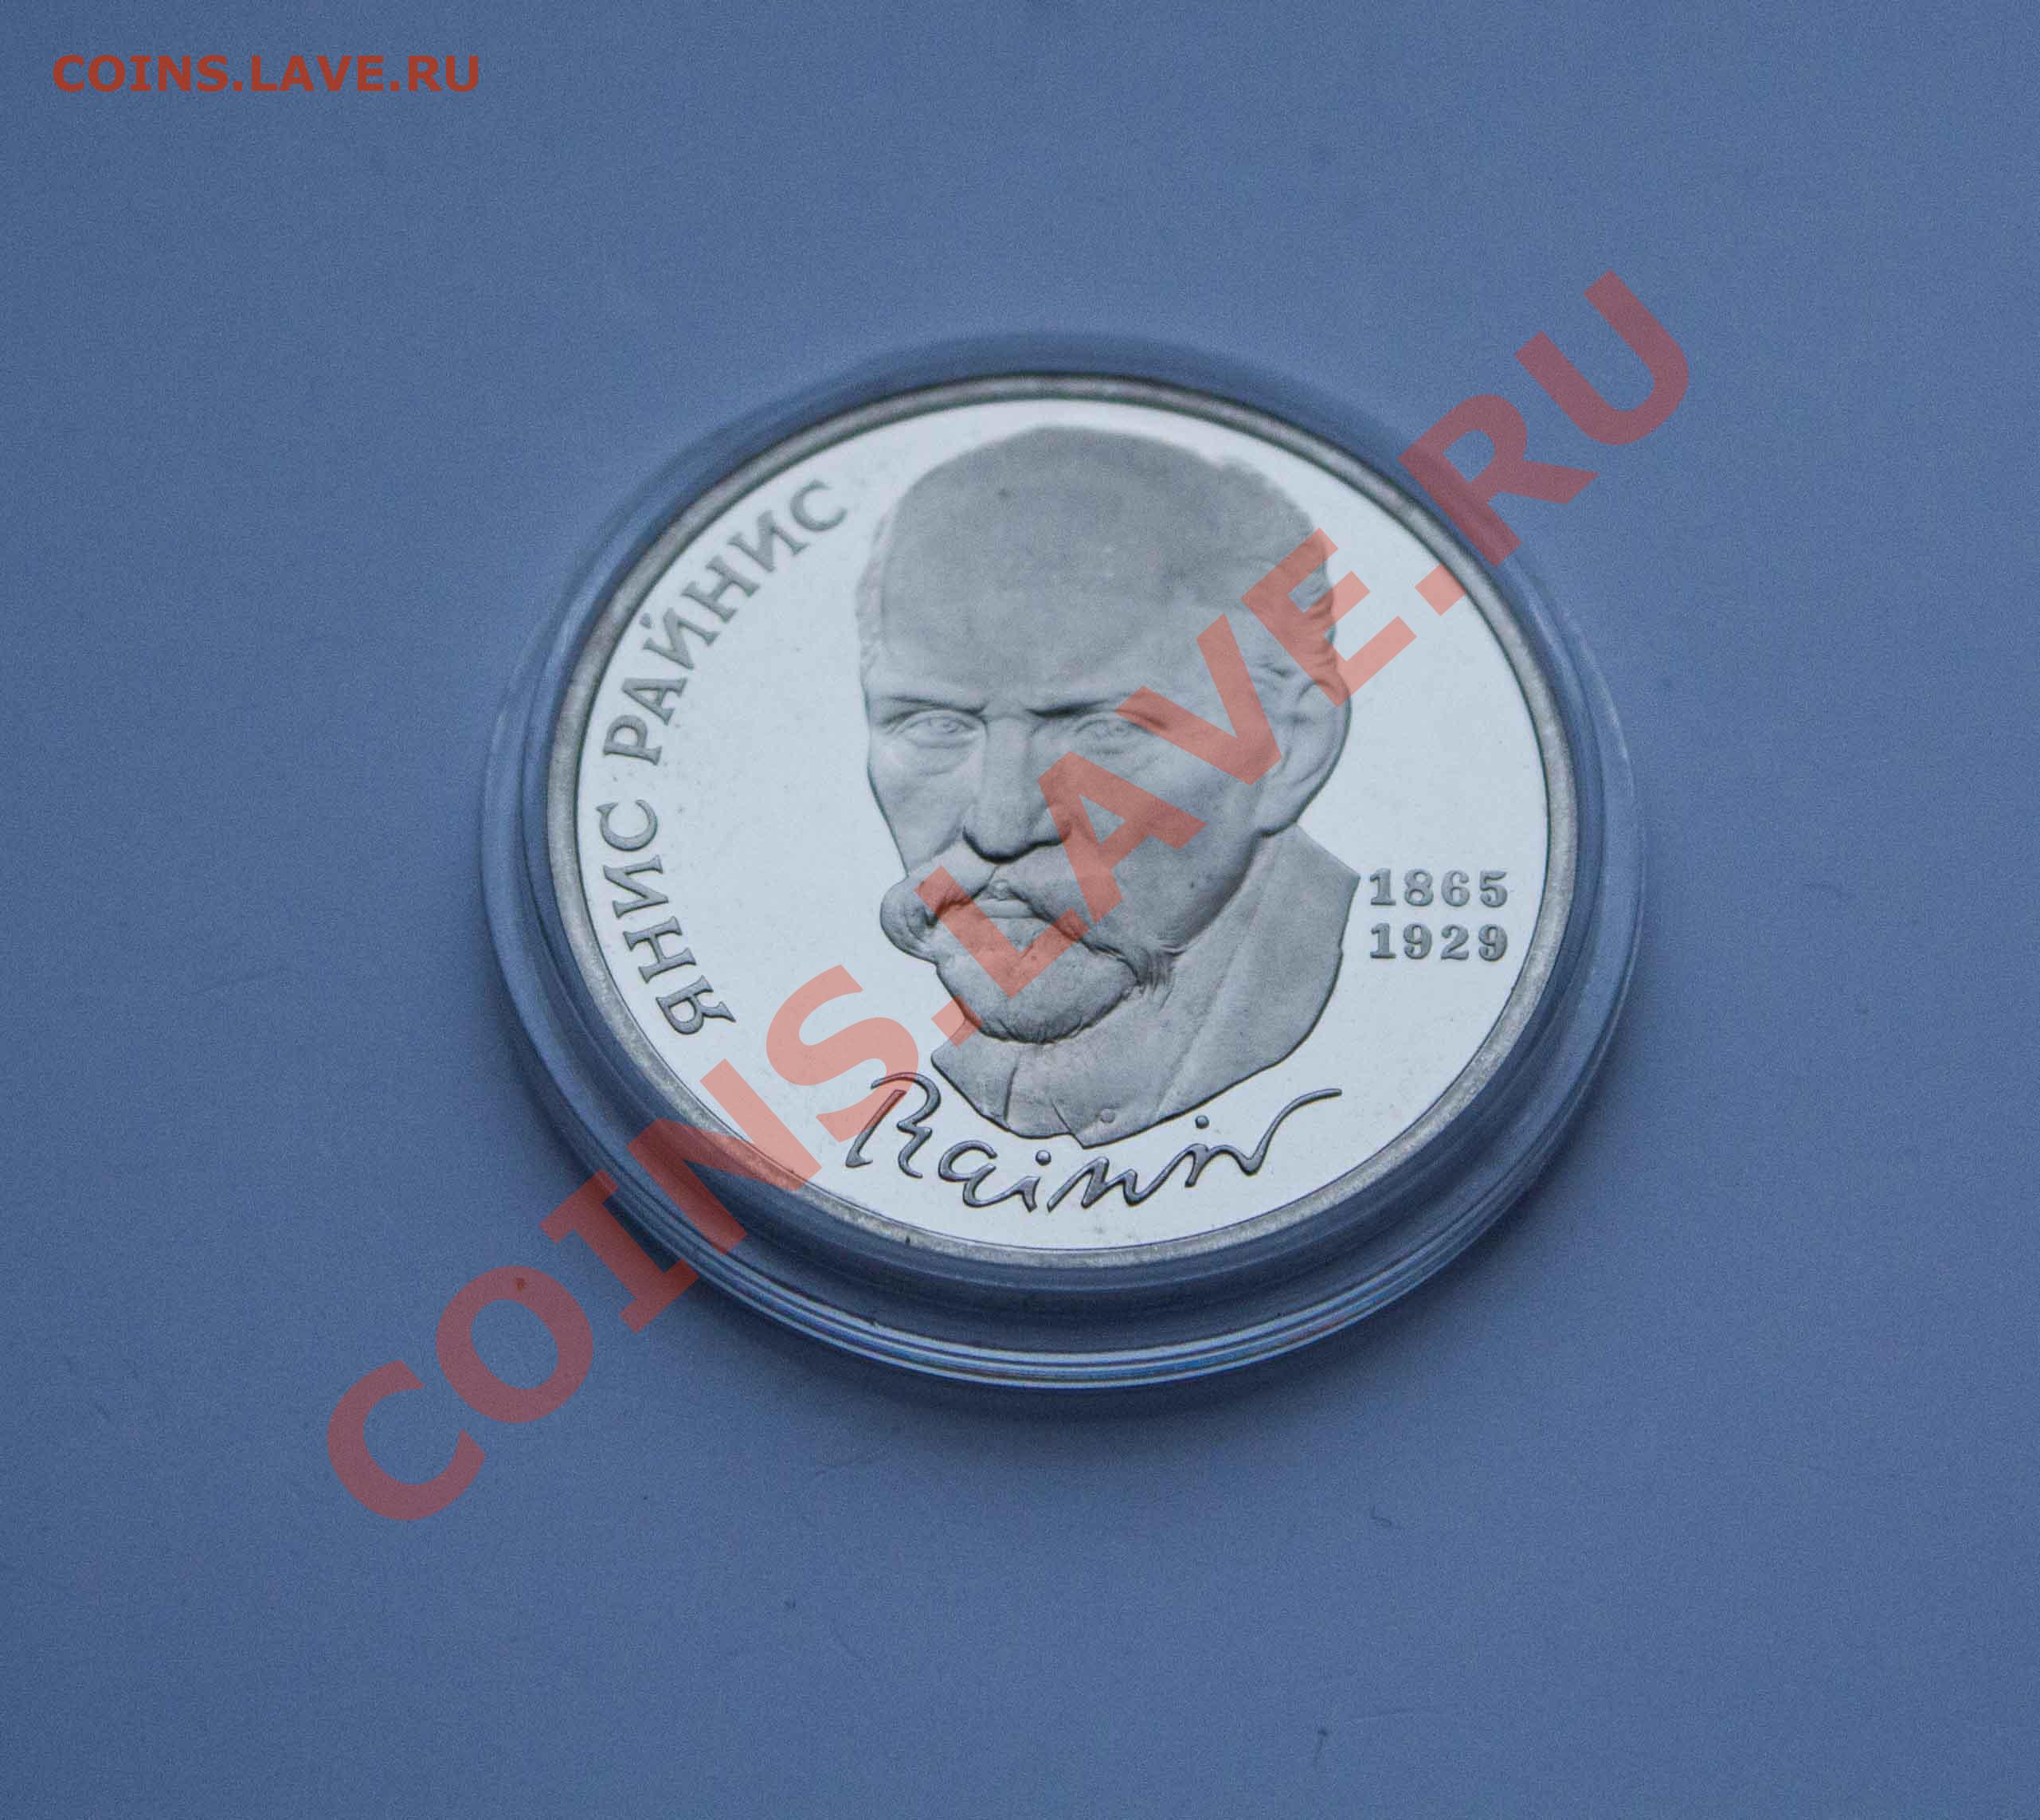 COINS.LAVE.RU
ЯНИС РАЙНИС
1865
1929
Rainis
COINS.LAVE.RU